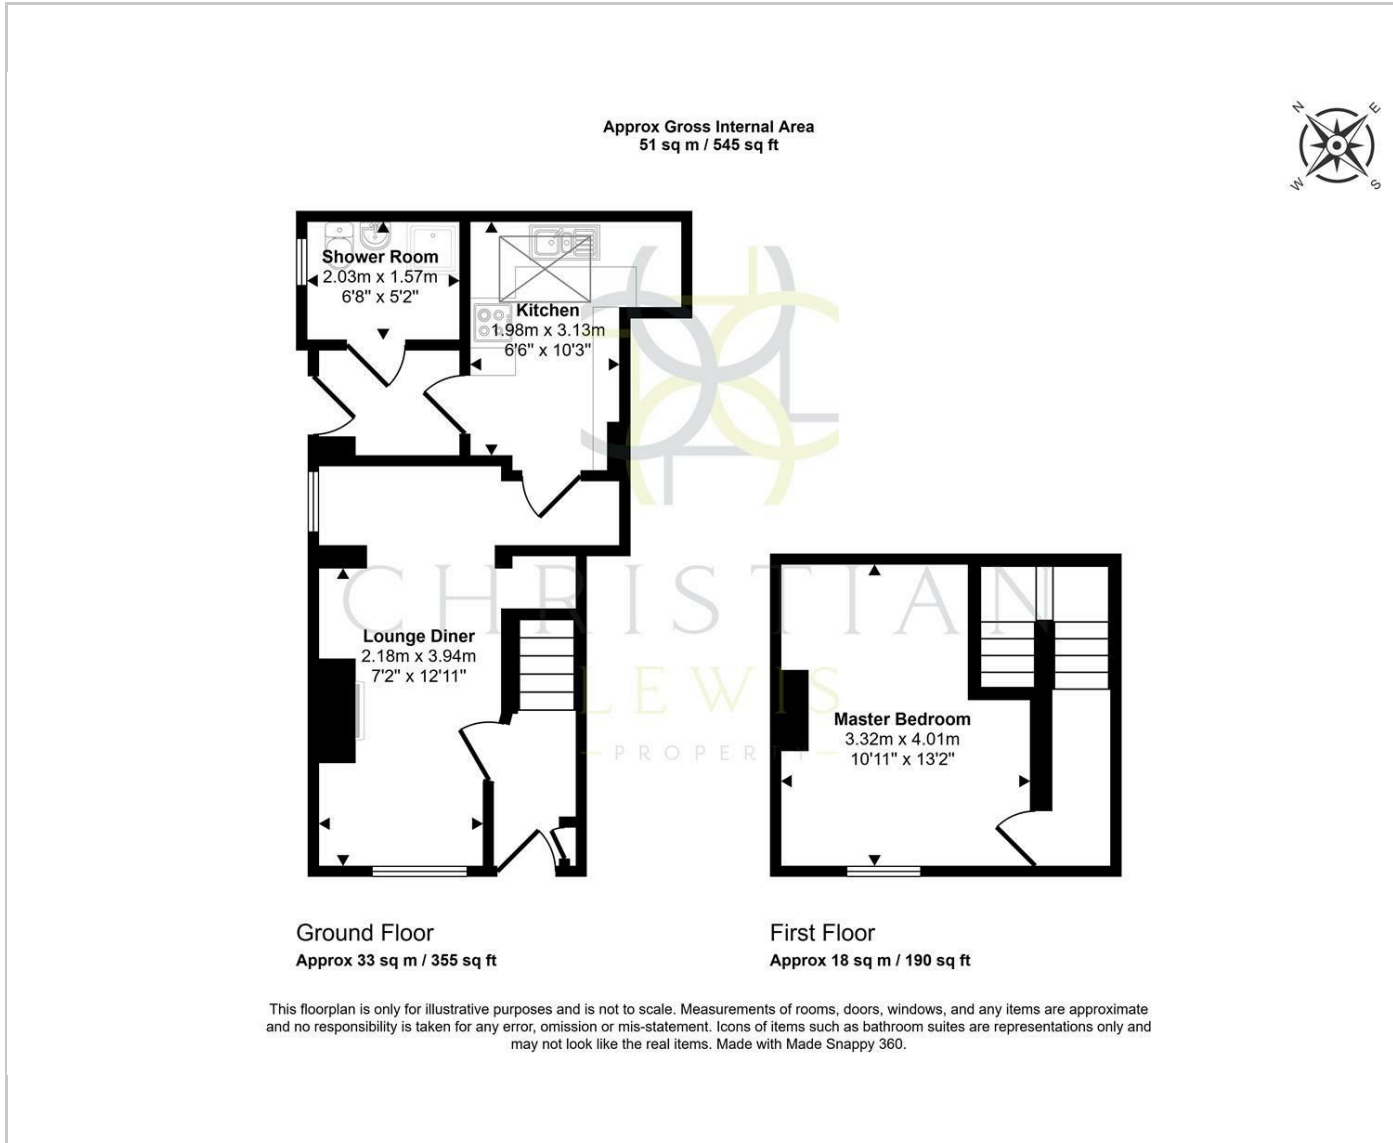 Approx Gross Internal Area
51 sq m / 545 sq ft
N
E
W
S
Shower Room
2.03m x 1.57m
6'8" x 5'2"
Kitchen
1.98m x 3.13m
6'6" x 10'3"
Lounge Diner
2.18m x 3.94m
7'2" x 12'11"
Master Bedroom
3.32m x 4.01m
10'11" x 13'2"
CHRISTIAN
LEWIS
PROPERTY
Ground Floor
Approx 33 sq m / 355 sq ft
First Floor
Approx 18 sq m / 190 sq ft
This floorplan is only for illustrative purposes and is not to scale. Measurements of rooms, doors, windows, and any items are approximate
and no responsibility is taken for any error, omission or mis-statement. Icons of items such as bathroom suites are representations only and
may not look like the real items. Made with Made Snappy 360.